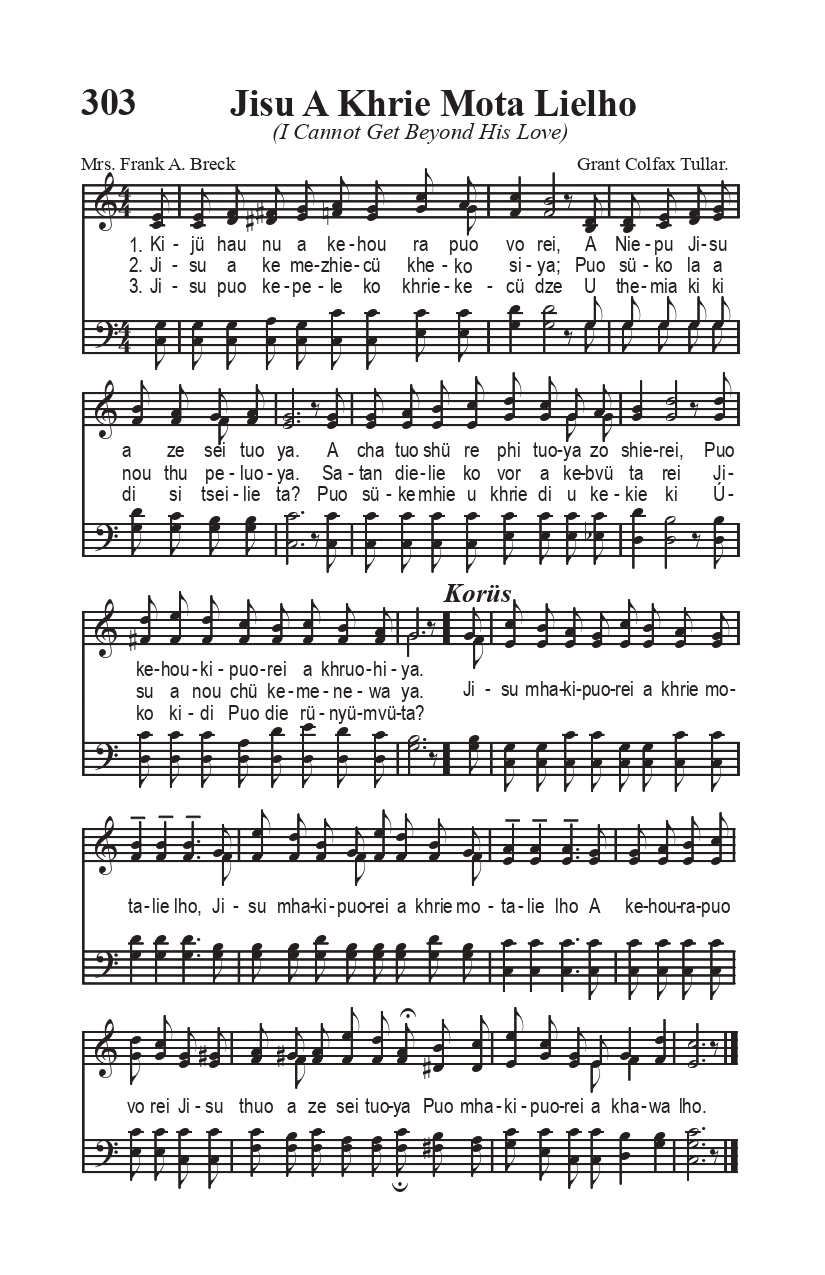 303 Jisu A Khrie Mota Lielho
(I Cannot Get Beyond His Love)
Mrs. Frank A. Breck Grant Colfax Tullar.
1. Ki - jü hau nu a ke - hou ra puo vo rei, A Nie - pu Ji - su
2. Ji - su a ke me - zhie - cü khe - ko si - ya; Puo sü - ko la a
3. Ji - su puo ke - pe - le ko khrie - ke - cü dze U the - mia ki ki
a ze sei tuo ya. A cha tuo shü re phi tuo - ya zo shie - rei, Puo
nou thu pe - luo - ya. Sa - tan die - lie ko vor a ke - bvü ta rei Ji -
di si tsei - lie ta? Puo sü - ke mhie u khrie di u ke - kie ki Ú -
Korüs
ke - hou - ki - puo - rei a khruo - hi - ya.
su a nou chü ke - me - ne - wa ya. Ji - su mha - ki - puo - rei a khrie mo -
ko ki - di Puo die rü - nyü - mvü - ta?
ta - lie lho, Ji - su mha - ki - puo - rei a khrie mo - ta - lie lho A ke - hou - ra - puo
vo rei Ji - su thuo a ze sei tuo - ya Puo mha - ki - puo - rei a kha - wa lho.